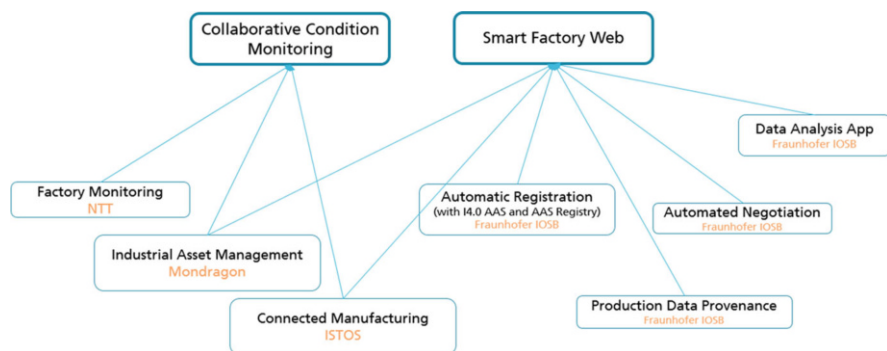 Collaborative Condition
Monitoring
Smart Factory Web
Data Analysis App
Fraunhofer IOSB
Factory Monitoring
NTT
Automatic Registration
(with I4.0 AAS and AAS Registry)
Fraunhofer IOSB
Automated Negotiation
Fraunhofer IOSB
Industrial Asset Management
Mondragon
Connected Manufacturing
ISTOS
Production Data Provenance
Fraunhofer IOSB